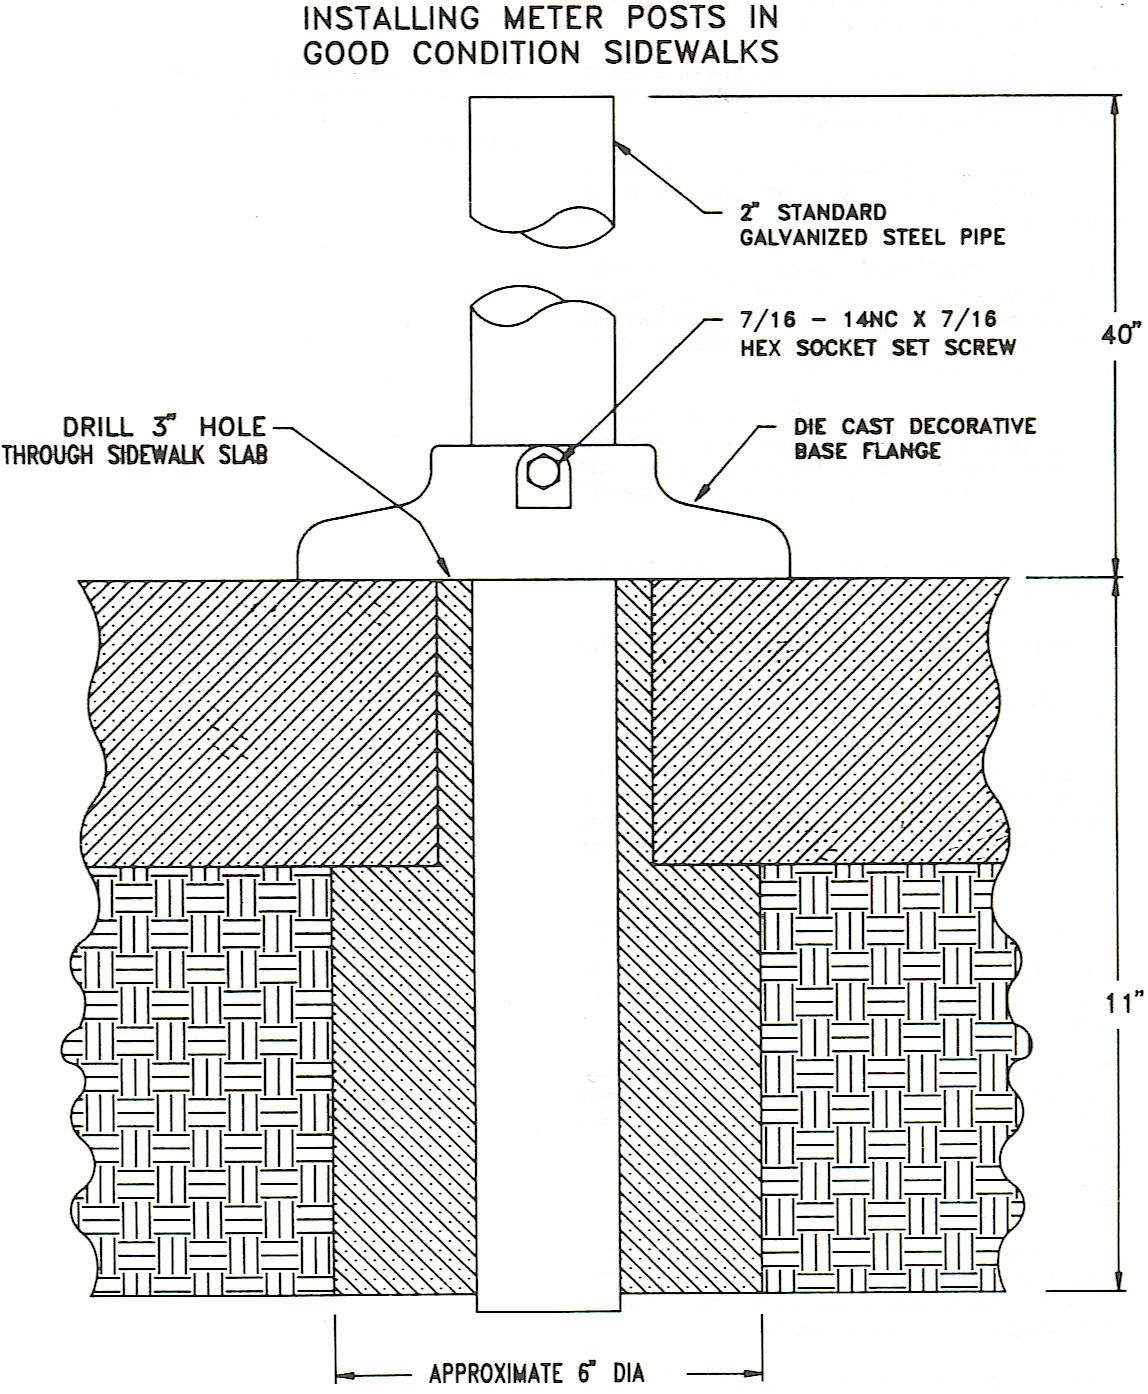 INSTALLING METER POSTS IN
GOOD CONDITION SIDEWALKS
2" STANDARD
GALVANIZED STEEL PIPE
7/16 - 14NC X 7/16
HEX SOCKET SET SCREW
40"
DRILL 3" HOLE
THROUGH SIDEWALK SLAB
DIE CAST DECORATIVE
BASE FLANGE
11"
APPROXIMATE 6" DIA